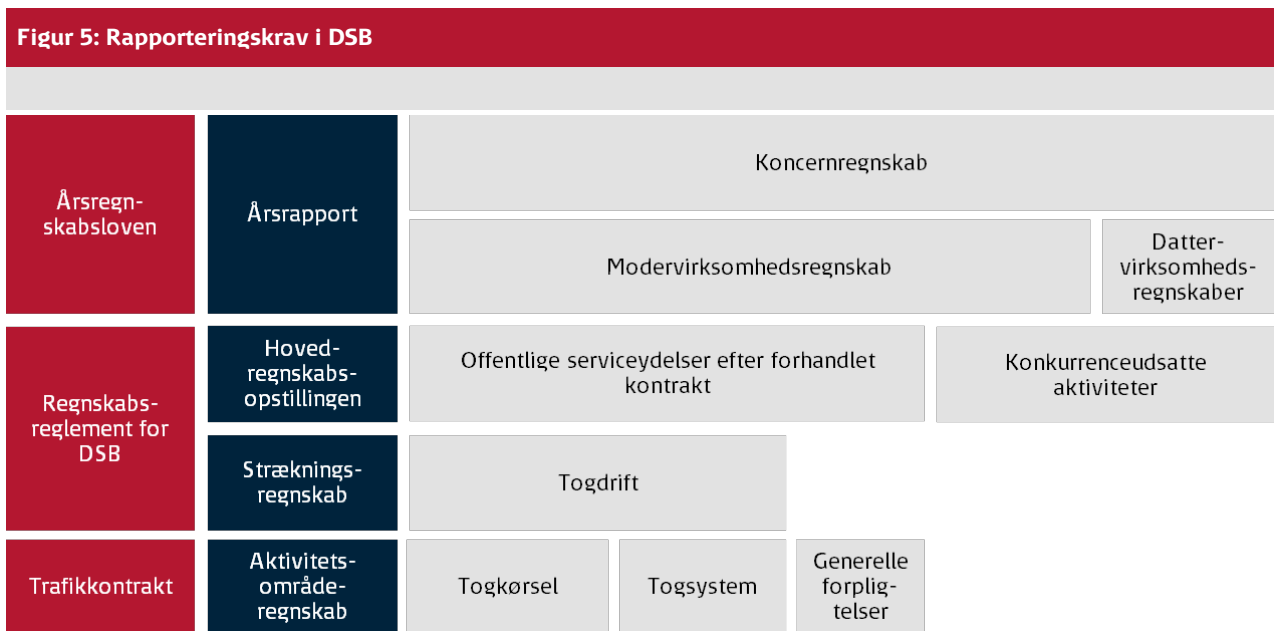 Figur 5: Rapporteringskrav i DSB
Årsregn-
skabsloven
Årsrapport
Koncernregnskab
Modervirksomhedsregnskab
Datter-
virksomheds-
regnskaber
Regnskabs-
reglement for
DSB
Hoved-
regnskabs-
opstillingen
Offentlige serviceydelser efter forhandlet
kontrakt
Konkurrenceudsatte
aktiviteter
Stræknings-
regnskab
Togdrift
Trafikkontrakt
Aktivitets-
område-
regnskab
Togkørsel
Togsystem
Generelle
forplig-
telser